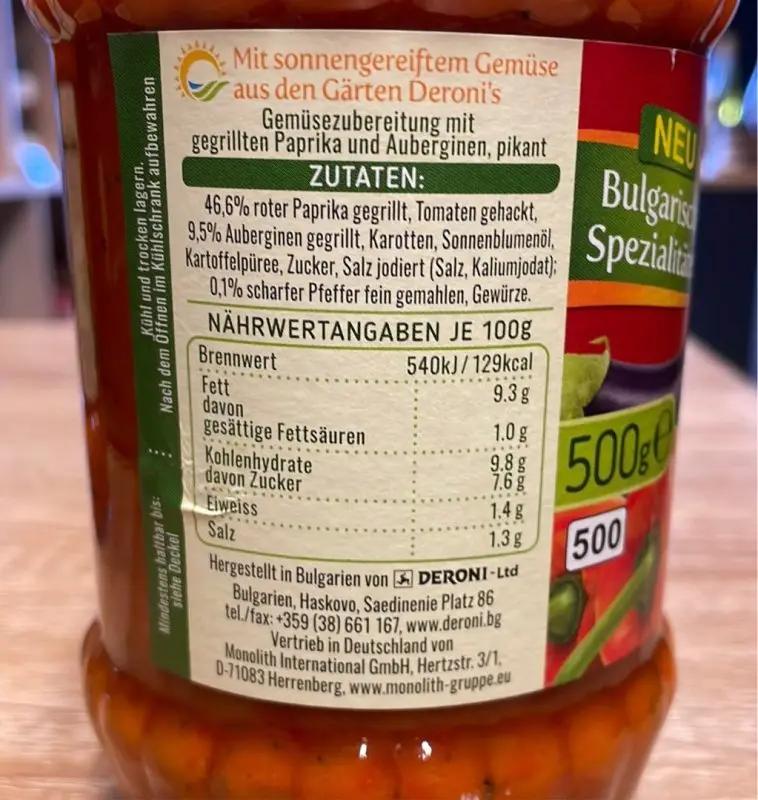 Mit sonnengereiftem Gemüse
aus den Gärten Deroni's
Gemüsezubereitung mit
gegrillten Paprika und Auberginen, pikant
ZUTATEN:
46,6% roter Paprika gegrillt, Tomaten gehackt,
9,5% Auberginen gegrillt, Karotten, Sonnenblumenöl,
Kartoffelpüree, Zucker, Salz jodiert (Salz, Kaliumjodat);
0,1% scharfer Pfeffer fein gemahlen, Gewürze.
NÄHRWERTANGABEN JE 100g
Brennwert 540kJ / 129kcal
Fett 9.3 g
davon
gesättige Fettsäuren 1.0 g
Kohlenhydrate 9.8 g
davon Zucker 7.6 g
Eiweiss 1.4 g
Salz 1.3 g
Hergestellt in Bulgarien von DERONI-Ltd
Bulgarien, Haskovo, Saedinenie Platz 86
tel./fax: +359 (38) 661 167, www.deroni.bg
Vertrieb in Deutschland von
Monolith International GmbH, Hertzstr. 3/1,
D-71083 Herrenberg, www.monolith-gruppe.eu
Kühl und trocken lagern.
Nach dem Öffnen im Kühlschrank aufbewahren
Mindestens haltbar bis:
siehe Deckel
NEU
Bulgarisc
Spezialitä
500g e
500